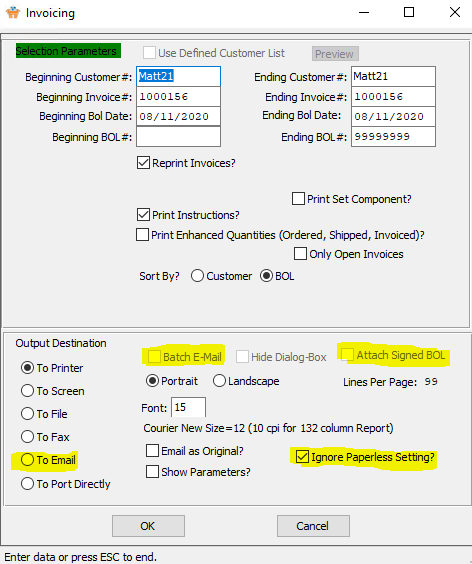 Invoicing
Selection Parameters
Use Defined Customer List
Preview
Beginning Customer#: Matt21 Ending Customer#: Matt21
Beginning Invoice#: 1000156 Ending Invoice#: 1000156
Beginning Bol Date: 08/11/2020 Ending BOL Date: 08/11/2020
Beginning BOL#: Ending BOL#: 99999999
Reprint Invoices?
Print Set Component?
Print Instructions?
Print Enhanced Quantities (Ordered, Shipped, Invoiced)?
Only Open Invoices
Sort By? Customer BOL
Output Destination
Batch E-Mail Hide Dialog-Box Attach Signed BOL
To Printer Portrait Landscape Lines Per Page: 99
To Screen
Font: 15
To File
Courier New Size=12 (10 cpi for 132 column Report)
To Fax
Email as Original? Ignore Paperless Setting?
To Email
Show Parameters?
To Port Directly
OK Cancel
Enter data or press ESC to end.